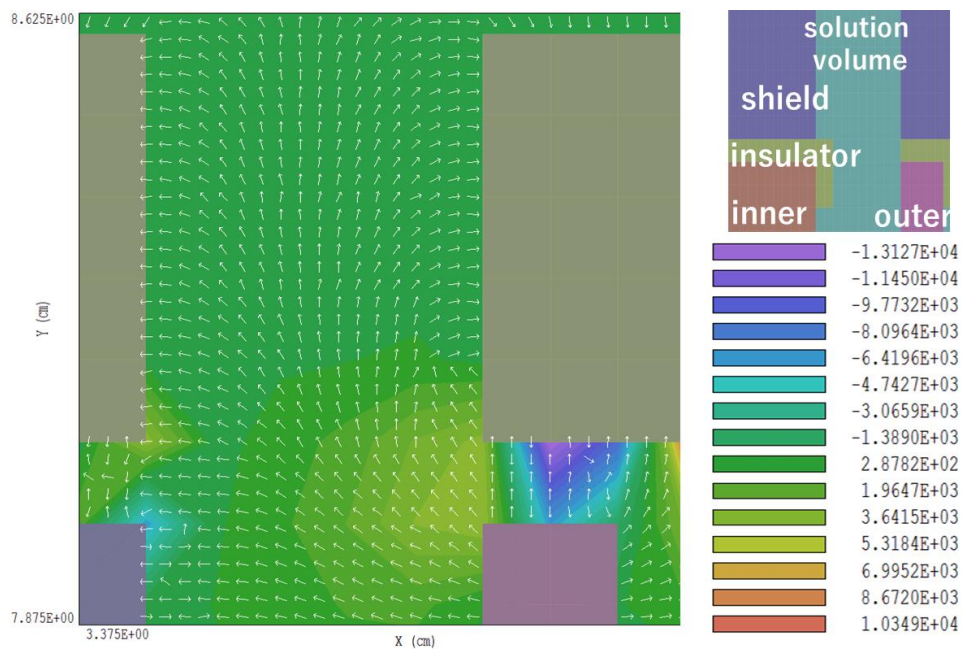 8.625E+00
Y (cm)
7.875E+00
3.375E+00
X (cm)
solution
volume
shield
insulator
inner
outer
-1.3127E+04
-1.1450E+04
-9.7732E+03
-8.0964E+03
-6.4196E+03
-4.7427E+03
-3.0659E+03
-1.3890E+03
2.8782E+02
1.9647E+03
3.6415E+03
5.3184E+03
6.9952E+03
8.6720E+03
1.0349E+04